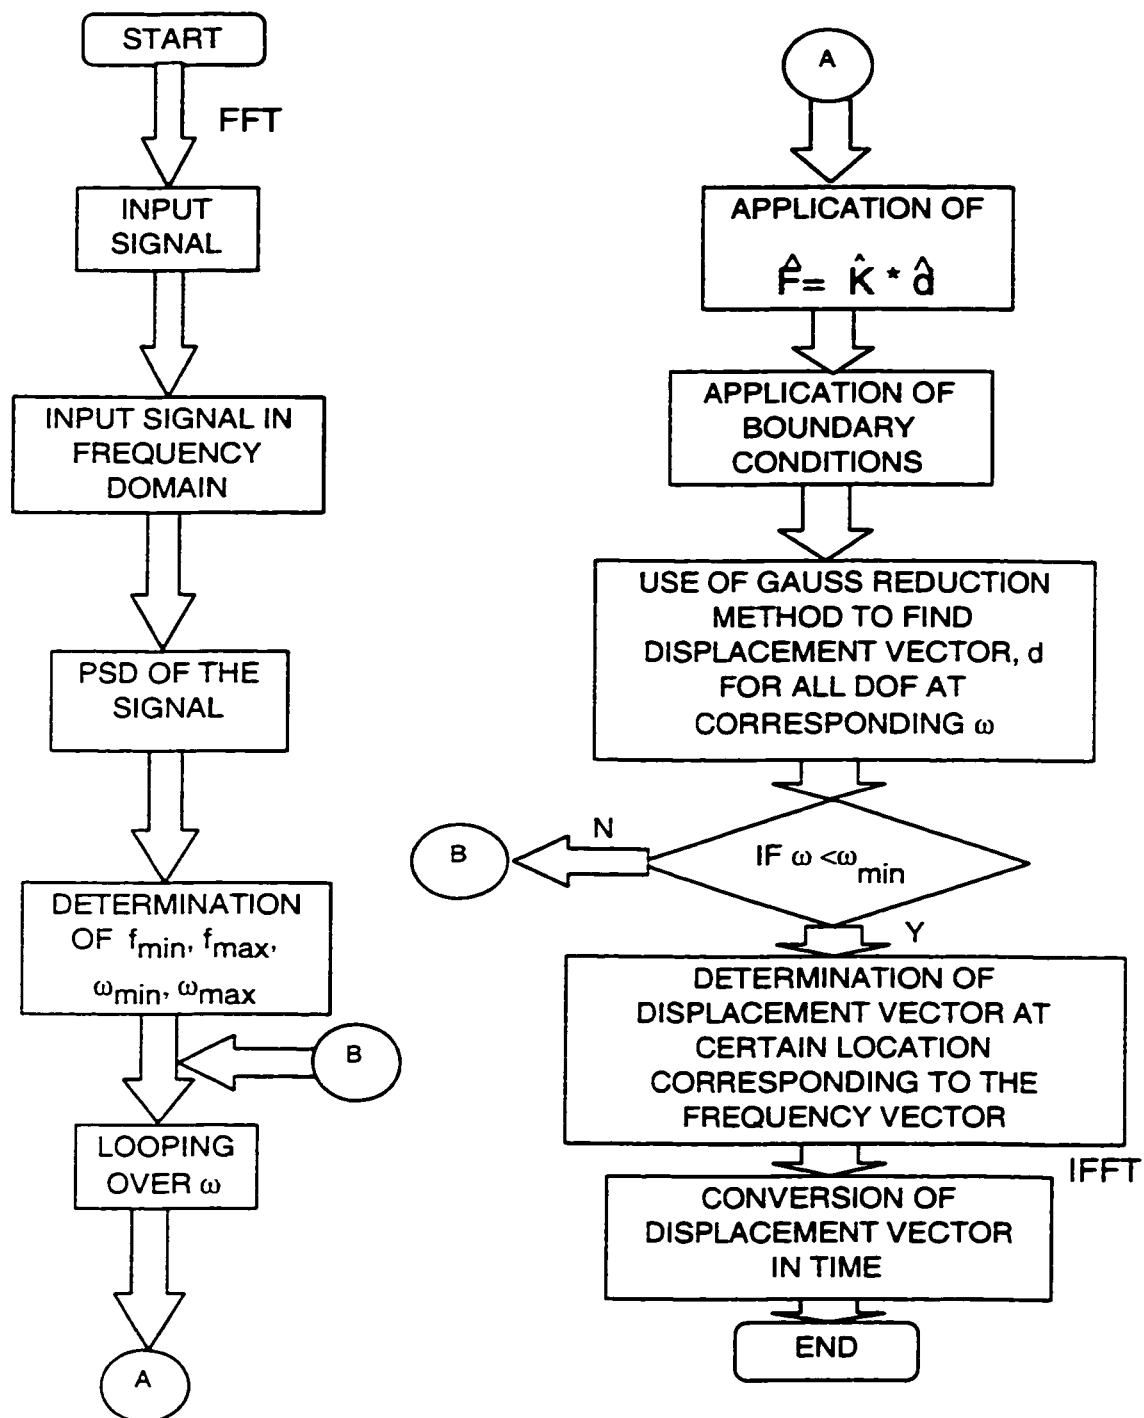 START
FFT
INPUT
SIGNAL
INPUT SIGNAL IN
FREQUENCY
DOMAIN
PSD OF THE
SIGNAL
DETERMINATION
OF fmin, fmax,
ωmin, ωmax
B
LOOPING
OVER ω
A
A
APPLICATION OF
F̂ = K̂ * d̂
APPLICATION OF
BOUNDARY
CONDITIONS
USE OF GAUSS REDUCTION
METHOD TO FIND
DISPLACEMENT VECTOR, d
FOR ALL DOF AT
CORRESPONDING ω
IF ω <ωmin
N
B
Y
DETERMINATION OF
DISPLACEMENT VECTOR AT
CERTAIN LOCATION
CORRESPONDING TO THE
FREQUENCY VECTOR
IFFT
CONVERSION OF
DISPLACEMENT VECTOR
IN TIME
END